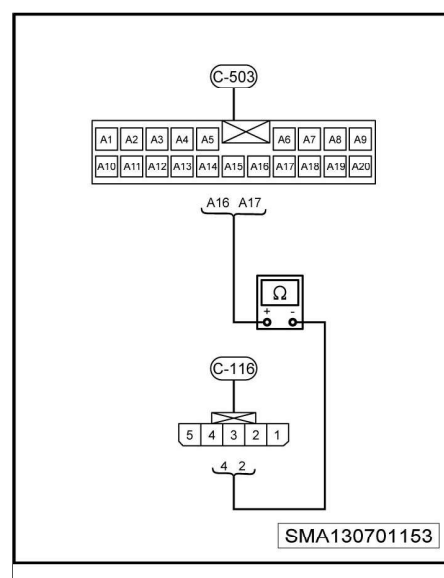 C-503
A1 A2 A3 A4 A5 A6 A7 A8 A9
A10 A11 A12 A13 A14 A15 A16 A17 A18 A19 A20
A16 A17
Ω
+ -
C-116
5 4 3 2 1
4 2
SMA130701153